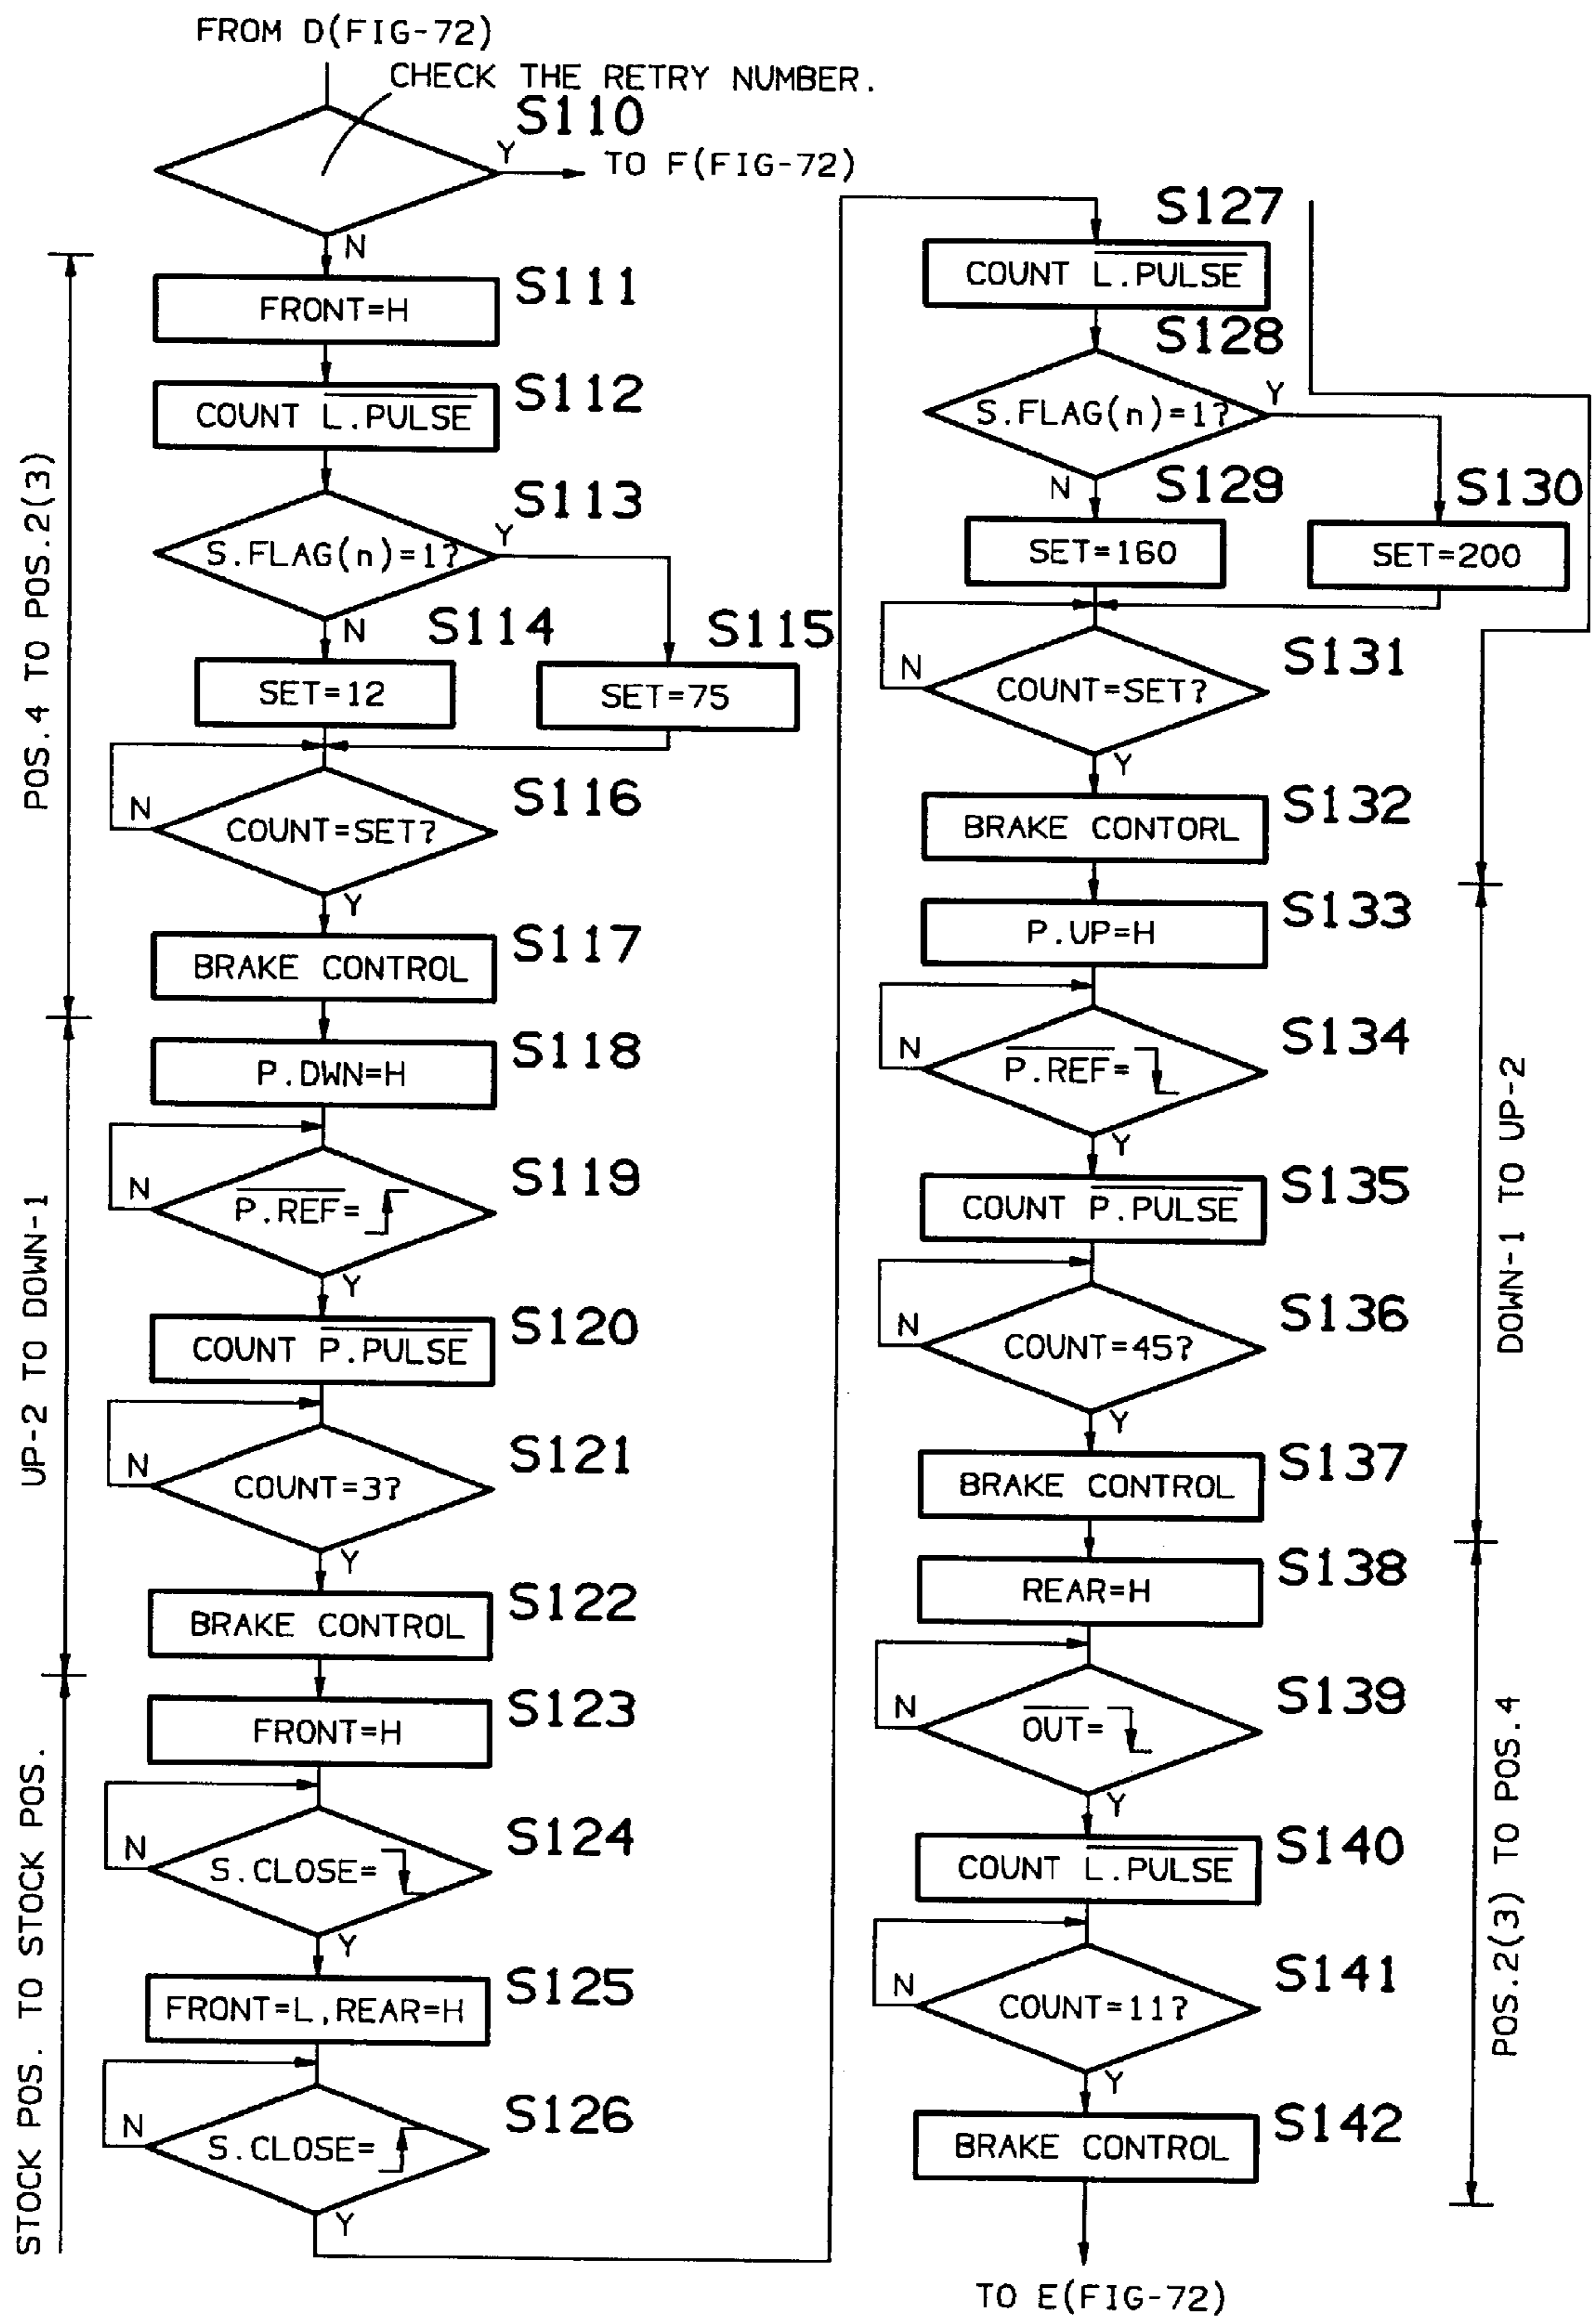 FROM D(FIG-72)
CHECK THE RETRY NUMBER.
S110
Y
TO F(FIG-72)
N
POS.4 TO POS.2(3)
FRONT=H
S111
COUNT L.PULSE
S112
S.FLAG(n)=1?
S113
Y
N
S114
SET=12
S115
SET=75
N
COUNT=SET?
S116
Y
BRAKE CONTROL
S117
UP-2 TO DOWN-1
P.DWN=H
S118
N
P.REF=
S119
Y
COUNT P.PULSE
S120
N
COUNT=3?
S121
Y
BRAKE CONTROL
S122
STOCK POS. TO STOCK POS.
FRONT=H
S123
N
S.CLOSE=
S124
Y
FRONT=L,REAR=H
S125
N
S.CLOSE=
S126
Y
S127
COUNT L.PULSE
S128
S.FLAG(n)=1?
Y
N
S129
SET=160
S130
SET=200
N
COUNT=SET?
S131
Y
BRAKE CONTORL
S132
DOWN-1 TO UP-2
P.UP=H
S133
N
P.REF=
S134
Y
COUNT P.PULSE
S135
N
COUNT=45?
S136
Y
BRAKE CONTROL
S137
POS.2(3) TO POS.4
REAR=H
S138
N
OUT=
S139
Y
COUNT L.PULSE
S140
N
COUNT=11?
S141
Y
BRAKE CONTROL
S142
TO E(FIG-72)